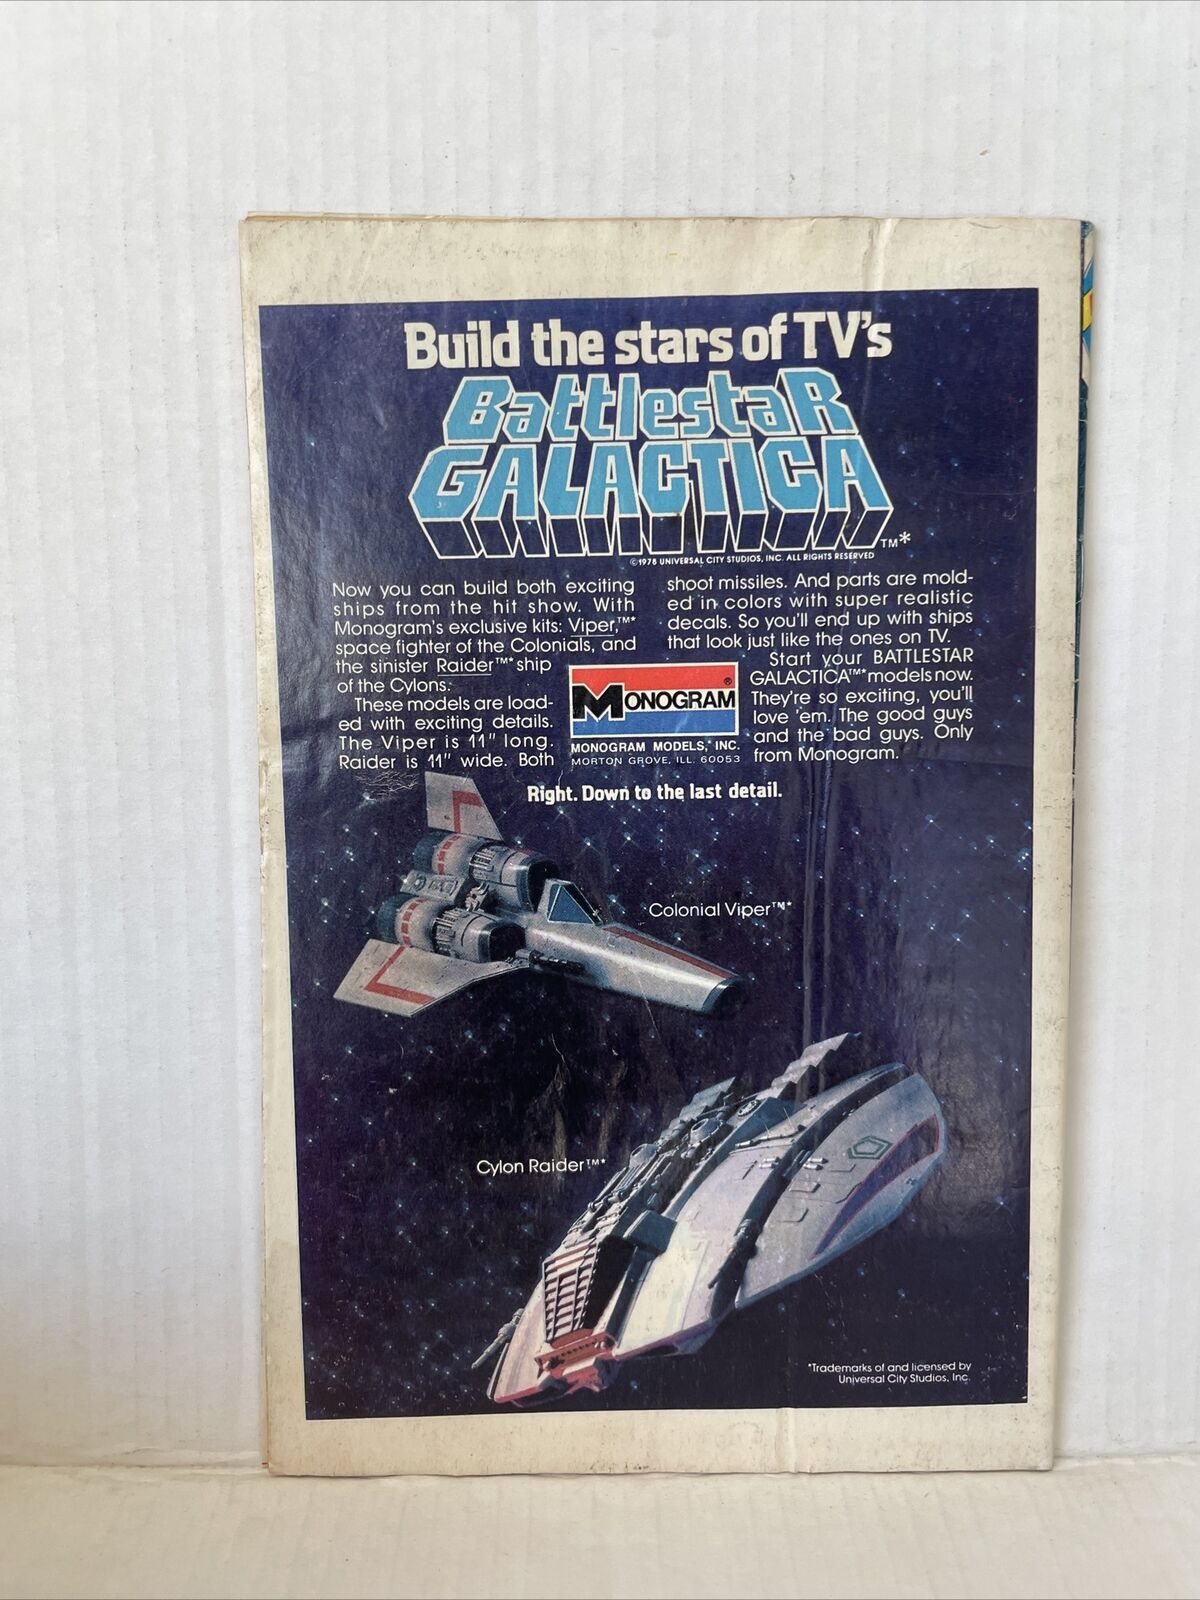 Build the stars of TV's
Battlestar
GALACTICA
™*
©1978 UNIVERSAL CITY STUDIOS, INC. ALL RIGHTS RESERVED
Now you can build both exciting
ships from the hit show. With
Monogram's exclusive kits: Viper,™*
space fighter of the Colonials, and
the sinister Raider™* ship
of the Cylons.
These models are load-
ed with exciting details.
The Viper is 11" long.
Raider is 11" wide. Both
shoot missiles. And parts are mold-
ed in colors with super realistic
decals. So you'll end up with ships
that look just like the ones on TV.
Start your BATTLESTAR
GALACTICA™* models now.
They're so exciting, you'll
love 'em. The good guys
and the bad guys. Only
from Monogram.
MONOGRAM®
MONOGRAM MODELS, INC.
MORTON GROVE, ILL. 60053
Right. Down to the last detail.
Colonial Viper™*
Cylon Raider™*
*Trademarks of and licensed by
Universal City Studios, Inc.